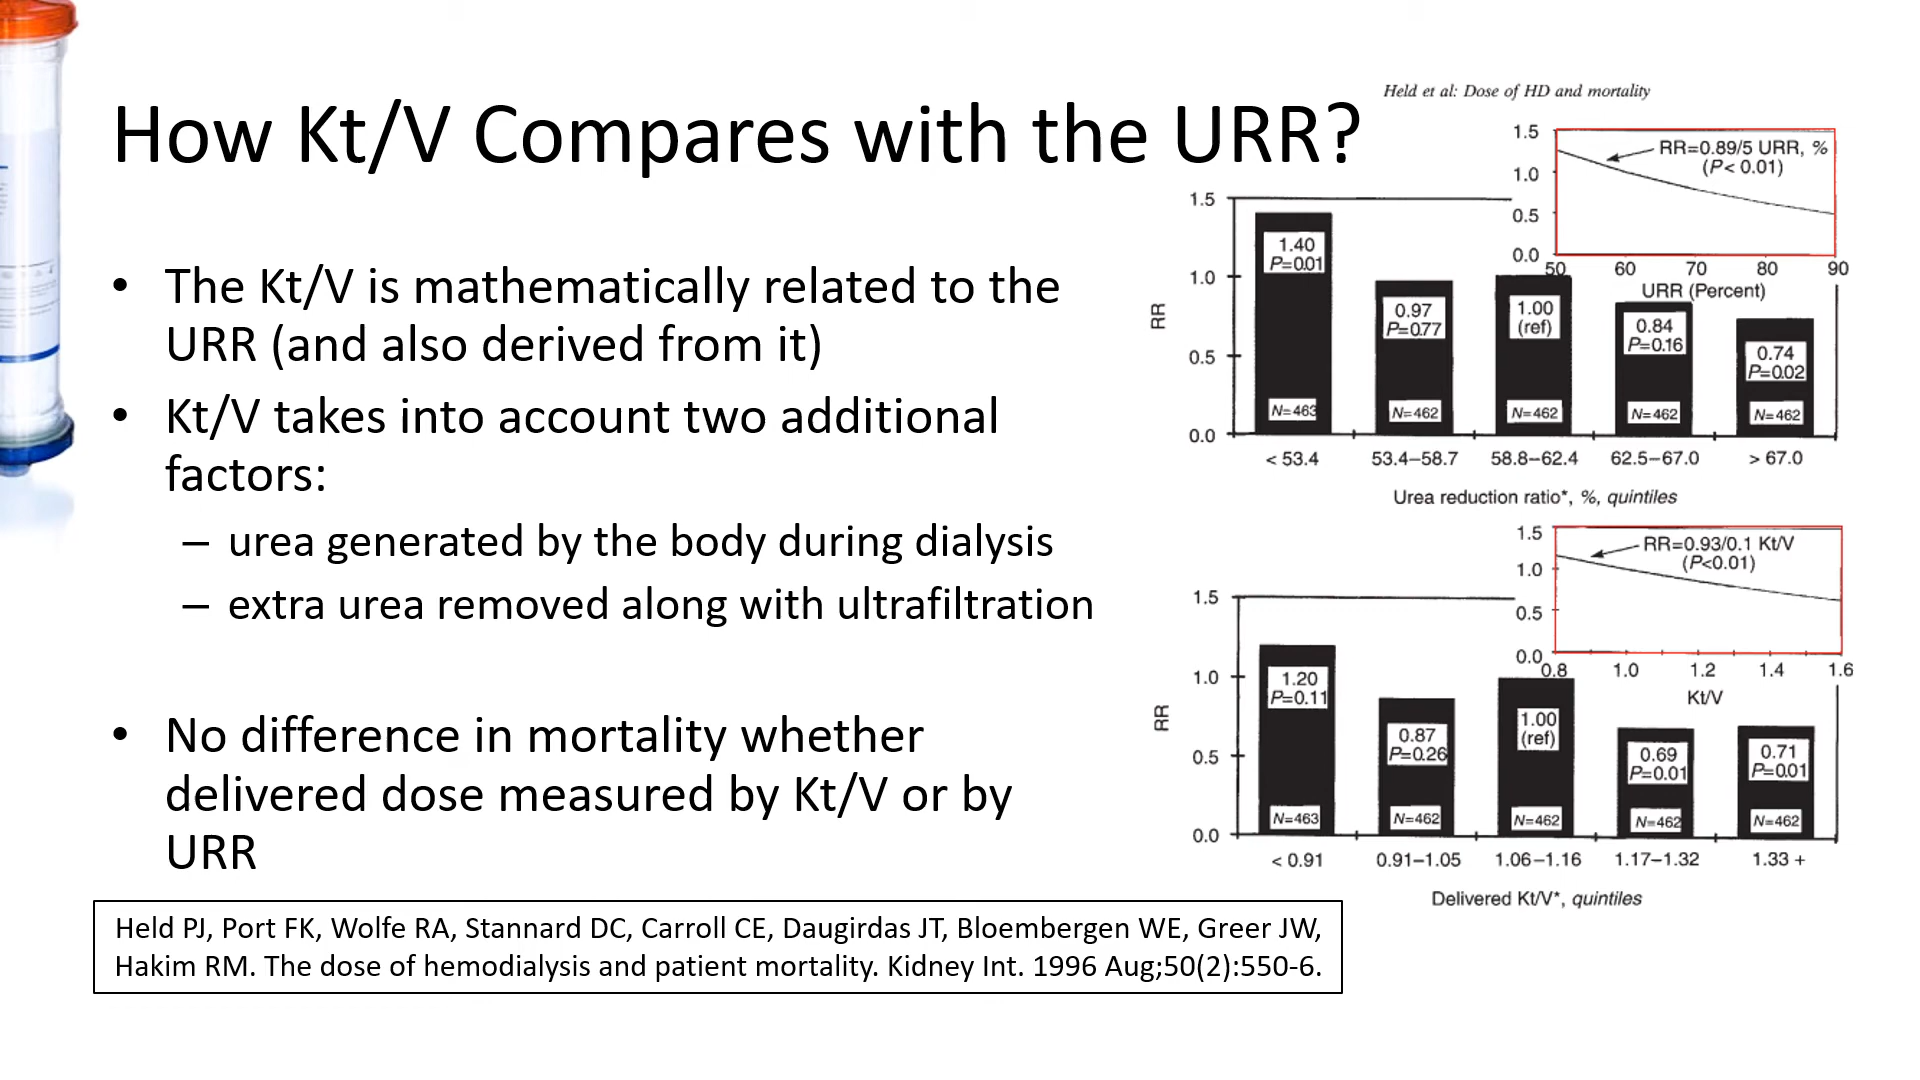 How Kt/V Compares with the URR?
• The Kt/V is mathematically related to the
URR (and also derived from it)
• Kt/V takes into account two additional
factors:
– urea generated by the body during dialysis
– extra urea removed along with ultrafiltration
• No difference in mortality whether
delivered dose measured by Kt/V or by
URR
Held PJ, Port FK, Wolfe RA, Stannard DC, Carroll CE, Daugirdas JT, Bloembergen WE, Greer JW,
Hakim RM. The dose of hemodialysis and patient mortality. Kidney Int. 1996 Aug;50(2):550-6.
Held et al: Dose of HD and mortality
1.5
1.0
0.5
0.0
RR=0.89/5 URR, %
(P< 0.01)
50 60 70 80 90
URR (Percent)
1.5
1.0
0.5
0.0
RR
1.40
P=0.01
N=463
0.97
P=0.77
N=462
1.00
(ref)
N=462
0.84
P=0.16
N=462
0.74
P=0.02
N=462
< 53.4 53.4–58.7 58.8–62.4 62.5–67.0 > 67.0
Urea reduction ratio*, %, quintiles
1.5
1.0
0.5
0.0
RR=0.93/0.1 Kt/V
(P<0.01)
0.8 1.0 1.2 1.4 1.6
Kt/V
1.5
1.0
0.5
0.0
RR
1.20
P=0.11
N=463
0.87
P=0.26
N=462
1.00
(ref)
N=462
0.69
P=0.01
N=462
0.71
P=0.01
N=462
< 0.91 0.91–1.05 1.06–1.16 1.17–1.32 1.33 +
Delivered Kt/V*, quintiles